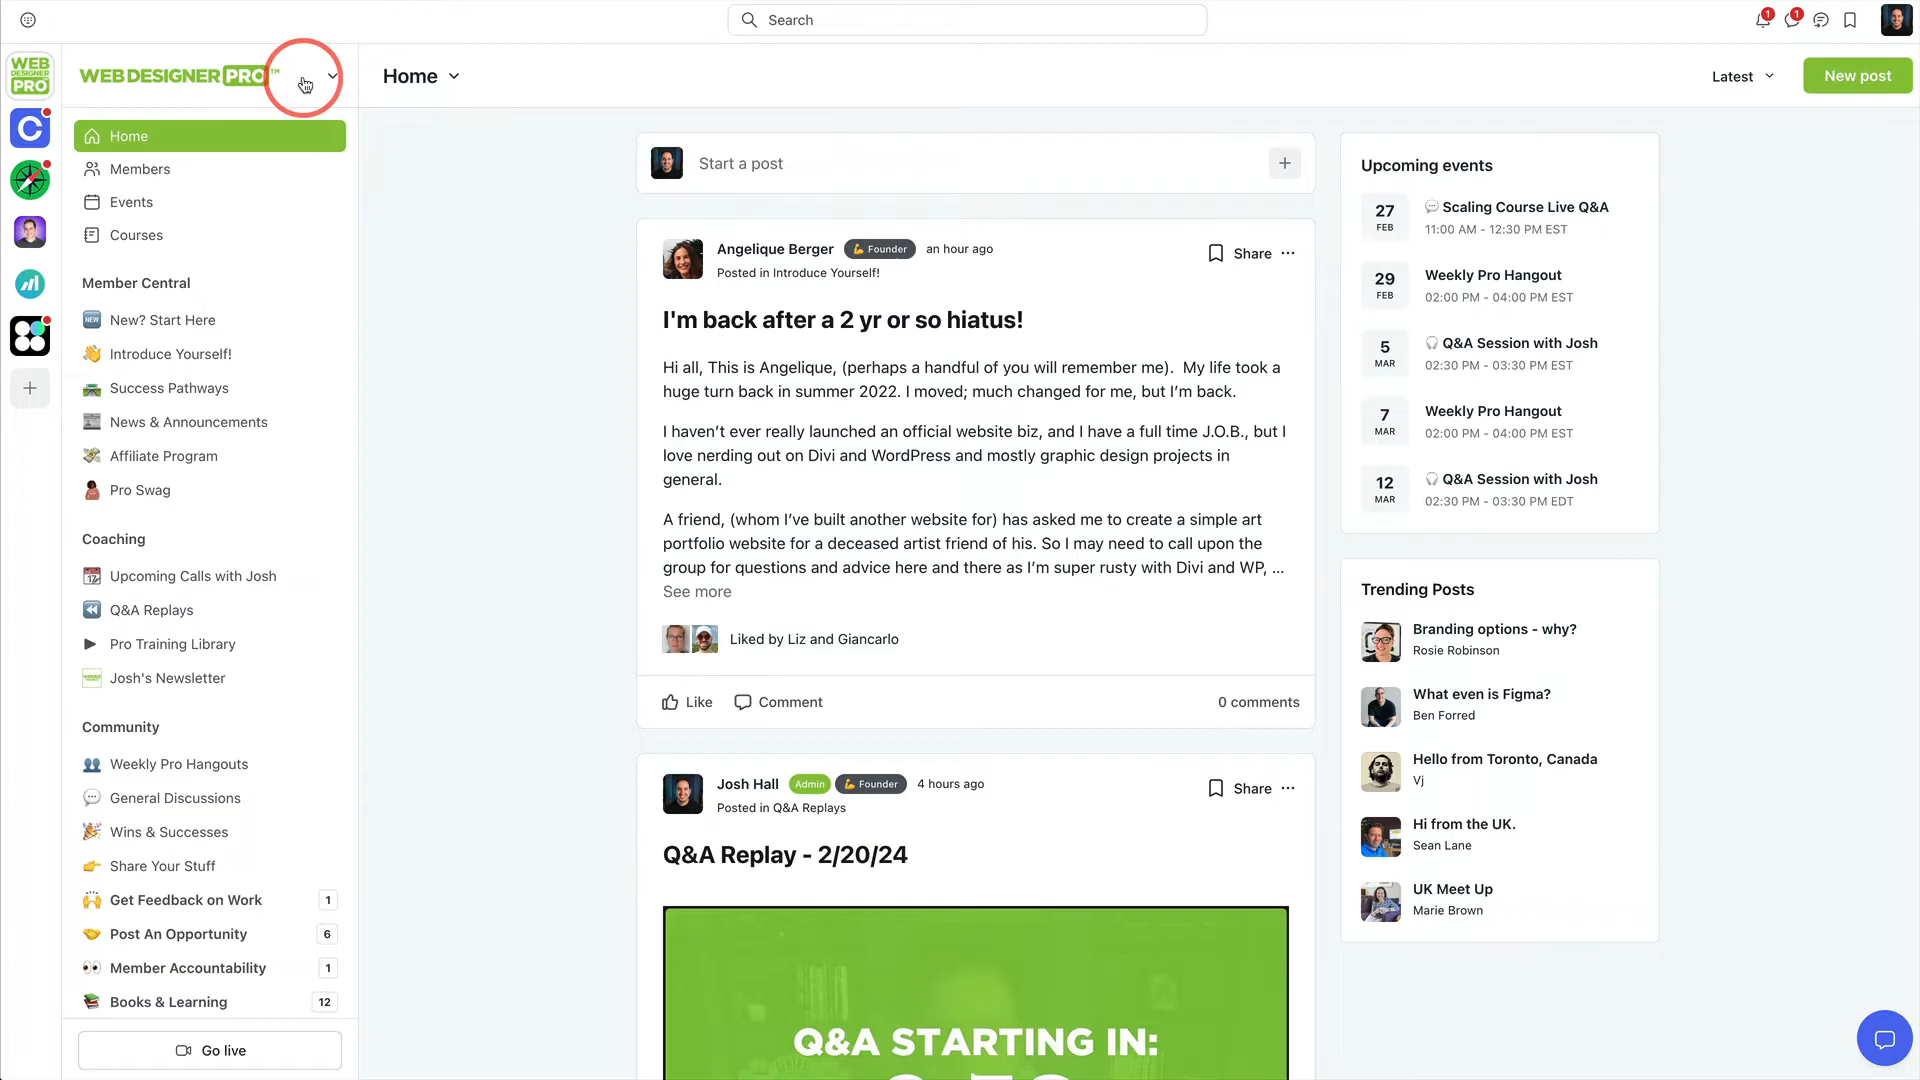 Search
1
1
WEB
DESIGNER
PRO
WEB DESIGNER PRO™
Home
Latest
New post
Home
Members
Events
Courses
Member Central
NEW New? Start Here
Introduce Yourself!
Success Pathways
News & Announcements
Affiliate Program
Pro Swag
Coaching
Upcoming Calls with Josh
Q&A Replays
Pro Training Library
Josh's Newsletter
Community
Weekly Pro Hangouts
General Discussions
Wins & Successes
Share Your Stuff
Get Feedback on Work 1
Post An Opportunity 6
Member Accountability 1
Books & Learning 12
Go live
Start a post
Angelique Berger 💪 Founder an hour ago
Posted in Introduce Yourself!
Share
I'm back after a 2 yr or so hiatus!
Hi all, This is Angelique, (perhaps a handful of you will remember me).  My life took a
huge turn back in summer 2022. I moved; much changed for me, but I’m back.
I haven’t ever really launched an official website biz, and I have a full time J.O.B., but I
love nerding out on Divi and WordPress and mostly graphic design projects in
general.
A friend, (whom I’ve built another website for) has asked me to create a simple art
portfolio website for a deceased artist friend of his. So I may need to call upon the
group for questions and advice here and there as I’m super rusty with Divi and WP, ...
See more
Liked by Liz and Giancarlo
Like
Comment
0 comments
Josh Hall Admin 💪 Founder 4 hours ago
Posted in Q&A Replays
Share
Q&A Replay - 2/20/24
Q&A STARTING IN:
Upcoming events
27
FEB
💬 Scaling Course Live Q&A
11:00 AM - 12:30 PM EST
29
FEB
Weekly Pro Hangout
02:00 PM - 04:00 PM EST
5
MAR
🎧 Q&A Session with Josh
02:30 PM - 03:30 PM EST
7
MAR
Weekly Pro Hangout
02:00 PM - 04:00 PM EST
12
MAR
🎧 Q&A Session with Josh
02:30 PM - 03:30 PM EDT
Trending Posts
Branding options - why?
Rosie Robinson
What even is Figma?
Ben Forred
Hello from Toronto, Canada
Vj
Hi from the UK.
Sean Lane
UK Meet Up
Marie Brown